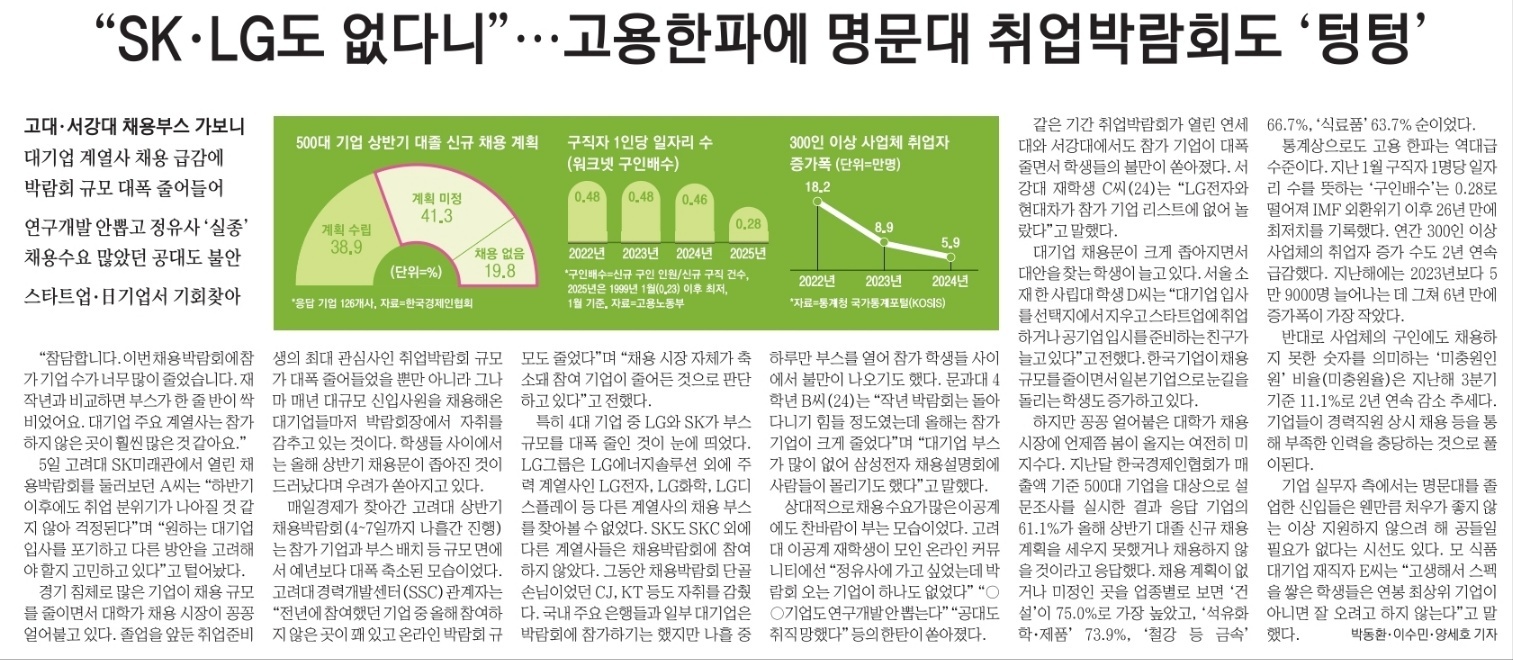 “SK·LG도 없다니”…고용한파에 명문대 취업박람회도 ‘텅텅’
고대·서강대 채용부스 가보니
대기업 계열사 채용 급감에
박람회 규모 대폭 줄어들어
연구개발 안뽑고 정유사 ‘실종’
채용수요 많았던 공대도 불안
스타트업·日기업서 기회찾아
500대 기업 상반기 대졸 신규 채용 계획
계획 수립
38.9
계획 미정
41.3
채용 없음
19.8
(단위=%)
*응답 기업 126개사, 자료=한국경제인협회
구직자 1인당 일자리 수
(워크넷 구인배수)
0.48
0.48
0.46
0.28
2022년
2023년
2024년
2025년
*구인배수=신규 구인 인원/신규 구직 건수,
2025년은 1999년 1월(0.23) 이후 최저,
1월 기준, 자료=고용노동부
300인 이상 사업체 취업자
증가폭 (단위=만명)
18.2
8.9
5.9
2022년
2023년
2024년
*자료=통계청 국가통계포털(KOSIS)
“참담합니다. 이번 채용박람회에 참
가 기업 수가 너무 많이 줄었습니다. 재
작년과 비교하면 부스가 한 줄 반이 싹
비었어요. 대기업 주요 계열사는 참가
하지 않은 곳이 훨씬 많은 것 같아요.”
5일 고려대 SK미래관에서 열린 채
용박람회를 둘러보던 A씨는 “하반기
이후에도 취업 분위기가 나아질 것 같
지 않아 걱정된다”며 “원하는 대기업
입사를 포기하고 다른 방안을 고려해
야 할지 고민하고 있다”고 털어놨다.
경기 침체로 많은 기업이 채용 규모
를 줄이면서 대학가 채용 시장이 꽁꽁
얼어붙고 있다. 졸업을 앞둔 취업준비
생의 최대 관심사인 취업박람회 규모
가 대폭 줄어들었을 뿐만 아니라 그나
마 매년 대규모 신입사원을 채용해온
대기업들마저 박람회장에서 자취를
감추고 있는 것이다. 학생들 사이에서
는 올해 상반기 채용문이 좁아진 것이
드러났다며 우려가 쏟아지고 있다.
매일경제가 찾아간 고려대 상반기
채용박람회(4~7일까지 나흘간 진행)
는 참가 기업과 부스 배치 등 규모 면에
서 예년보다 대폭 축소된 모습이었다.
고려대 경력개발센터(SSC) 관계자는
“전년에 참여했던 기업 중 올해 참여하
지 않은 곳이 꽤 있고 온라인 박람회 규
모도 줄었다”며 “채용 시장 자체가 축
소돼 참여 기업이 줄어든 것으로 판단
하고 있다”고 전했다.
특히 4대 기업 중 LG와 SK가 부스
규모를 대폭 줄인 것이 눈에 띄었다.
LG그룹은 LG에너지솔루션 외에 주
력 계열사인 LG전자, LG화학, LG디
스플레이 등 다른 계열사의 채용 부스
를 찾아볼 수 없었다. SK도 SKC 외에
다른 계열사들은 채용박람회에 참여
하지 않았다. 그동안 채용박람회 단골
손님이었던 CJ, KT 등도 자취를 감췄
다. 국내 주요 은행들과 일부 대기업은
박람회에 참가하기는 했지만 나흘 중
하루만 부스를 열어 참가 학생들 사이
에서 불만이 나오기도 했다. 문과대 4
학년 B씨(24)는 “작년 박람회는 돌아
다니기 힘들 정도였는데 올해는 참가
기업이 크게 줄었다”며 “대기업 부스
가 많이 없어 삼성전자 채용설명회에
사람들이 몰리기도 했다”고 말했다.
상대적으로 채용 수요가 많은 이공계
에도 찬바람이 부는 모습이었다. 고려
대 이공계 재학생이 모인 온라인 커뮤
니티에선 “정유사에 가고 싶었는데 박
람회 오는 기업이 하나도 없었다” “○
○기업도 연구개발 안 뽑는다” “공대도
취직 망했다” 등의 한탄이 쏟아졌다.
같은 기간 취업박람회가 열린 연세
대와 서강대에서도 참가 기업이 대폭
줄면서 학생들의 불만이 쏟아졌다. 서
강대 재학생 C씨(24)는 “LG전자와
현대차가 참가 기업 리스트에 없어 놀
랐다”고 말했다.
대기업 채용문이 크게 좁아지면서
대안을 찾는 학생이 늘고 있다. 서울 소
재 한 사립대 학생 D씨는 “대기업 입사
를 선택지에서 지우고 스타트업에 취업
하거나 공기업 입시를 준비하는 친구가
늘고 있다”고 전했다. 한국 기업이 채용
규모를 줄이면서 일본 기업으로 눈길을
돌리는 학생도 증가하고 있다.
하지만 꽁꽁 얼어붙은 대학가 채용
시장에 언제쯤 봄이 올지는 여전히 미
지수다. 지난달 한국경제인협회가 매
출액 기준 500대 기업을 대상으로 설
문조사를 실시한 결과 응답 기업의
61.1%가 올해 상반기 대졸 신규 채용
계획을 세우지 못했거나 채용하지 않
을 것이라고 응답했다. 채용 계획이 없
거나 미정인 곳을 업종별로 보면 ‘건
설’이 75.0%로 가장 높았고, ‘석유화
학·제품’ 73.9%, ‘철강 등 금속’
66.7%, ‘식료품’ 63.7% 순이었다.
통계상으로도 고용 한파는 역대급
수준이다. 지난 1월 구직자 1명당 일자
리 수를 뜻하는 ‘구인배수’는 0.28로
떨어져 IMF 외환위기 이후 26년 만에
최저치를 기록했다. 연간 300인 이상
사업체의 취업자 증가 수도 2년 연속
급감했다. 지난해에는 2023년보다 5
만 9000명 늘어나는 데 그쳐 6년 만에
증가폭이 가장 작았다.
반대로 사업체의 구인에도 채용하
지 못한 숫자를 의미하는 ‘미충원인
원’ 비율(미충원율)은 지난해 3분기
기준 11.1%로 2년 연속 감소 추세다.
기업들이 경력직원 상시 채용 등을 통
해 부족한 인력을 충당하는 것으로 풀
이된다.
기업 실무자 측에서는 명문대를 졸
업한 신입들은 웬만큼 처우가 좋지 않
는 이상 지원하지 않으려 해 공들일
필요가 없다는 시선도 있다. 모 식품
대기업 재직자 E씨는 “고생해서 스펙
을 쌓은 학생들은 연봉 최상위 기업이
아니면 잘 오려고 하지 않는다”고 말
했다.
박동환·이수민·양세호 기자